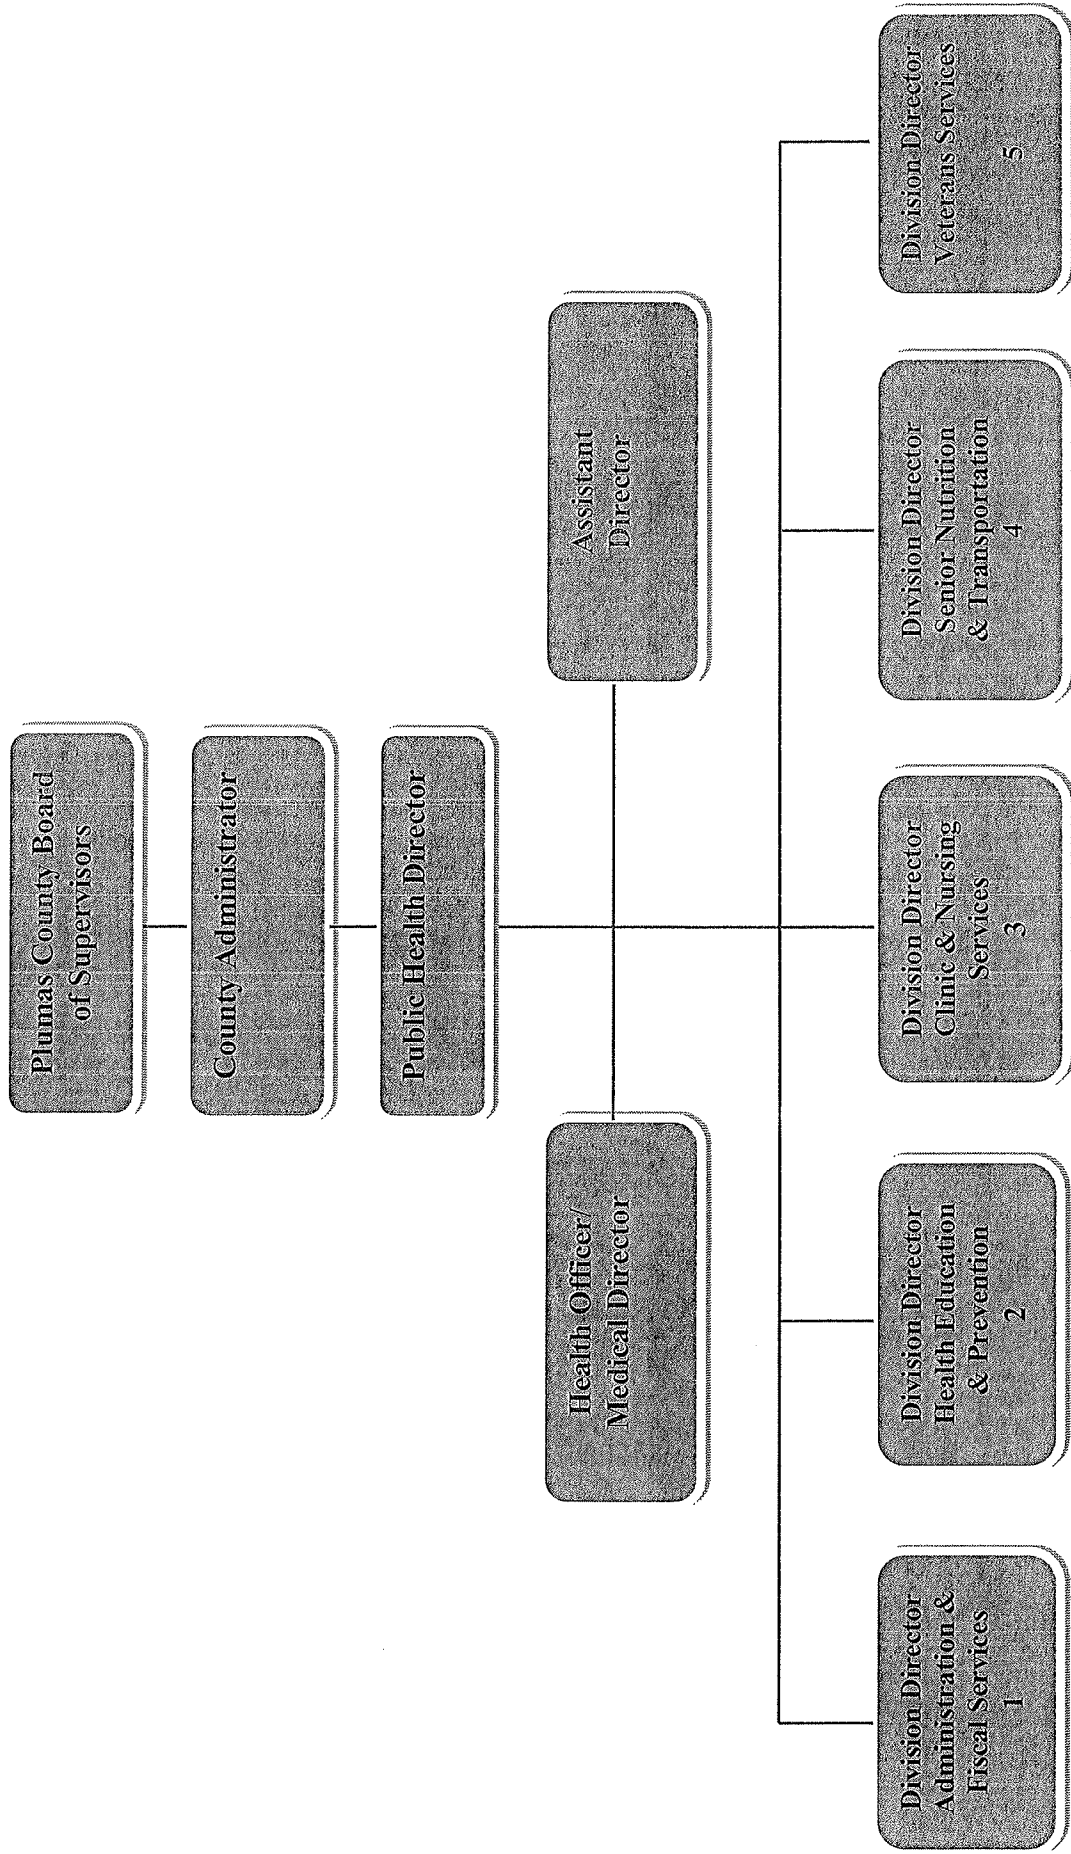 Plumas County Board
of Supervisors
County Administrator
Public Health Director
Health Officer/
Medical Director
Assistant
Director
Division Director
Administration &
Fiscal Services
1
Division Director
Health Education
& Prevention
2
Division Director
Clinic & Nursing
Services
3
Division Director
Senior Nutrition
& Transportation
4
Division Director
Veterans Services
5